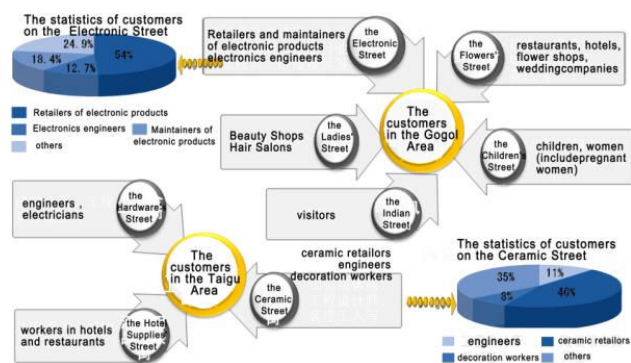 The statistics of customers
on the Electronic Street
24.9%
54%
18.4%
12.7%
Retailers of electronic products
Electronics engineers
Maintainers of
electronic products
others
Retailers and maintainers
of electronic products
electronics engineers
the
Electronic
Street
the
Flowers'
Street
restaurants, hotels,
flower shops,
weddingcompanies
The
customers
in the Gogol
Area
Beauty Shops
Hair Salons
the
Ladies'
Street
the
Children's
Street
children, women
(includepregnant
women)
visitors
the
Indian
Street
engineers ,
electricians
the
Hardware's
Street
The
customers
in the Taigu
Area
ceramic retailors
engineers
decoration workers
the
Ceramic
Street
workers in hotels
and restaurants
the Hotel
Supplies'
Street
The statistics of customers
on the Ceramic Street
35%
11%
8%
46%
engineers
ceramic retailors
decoration workers
others